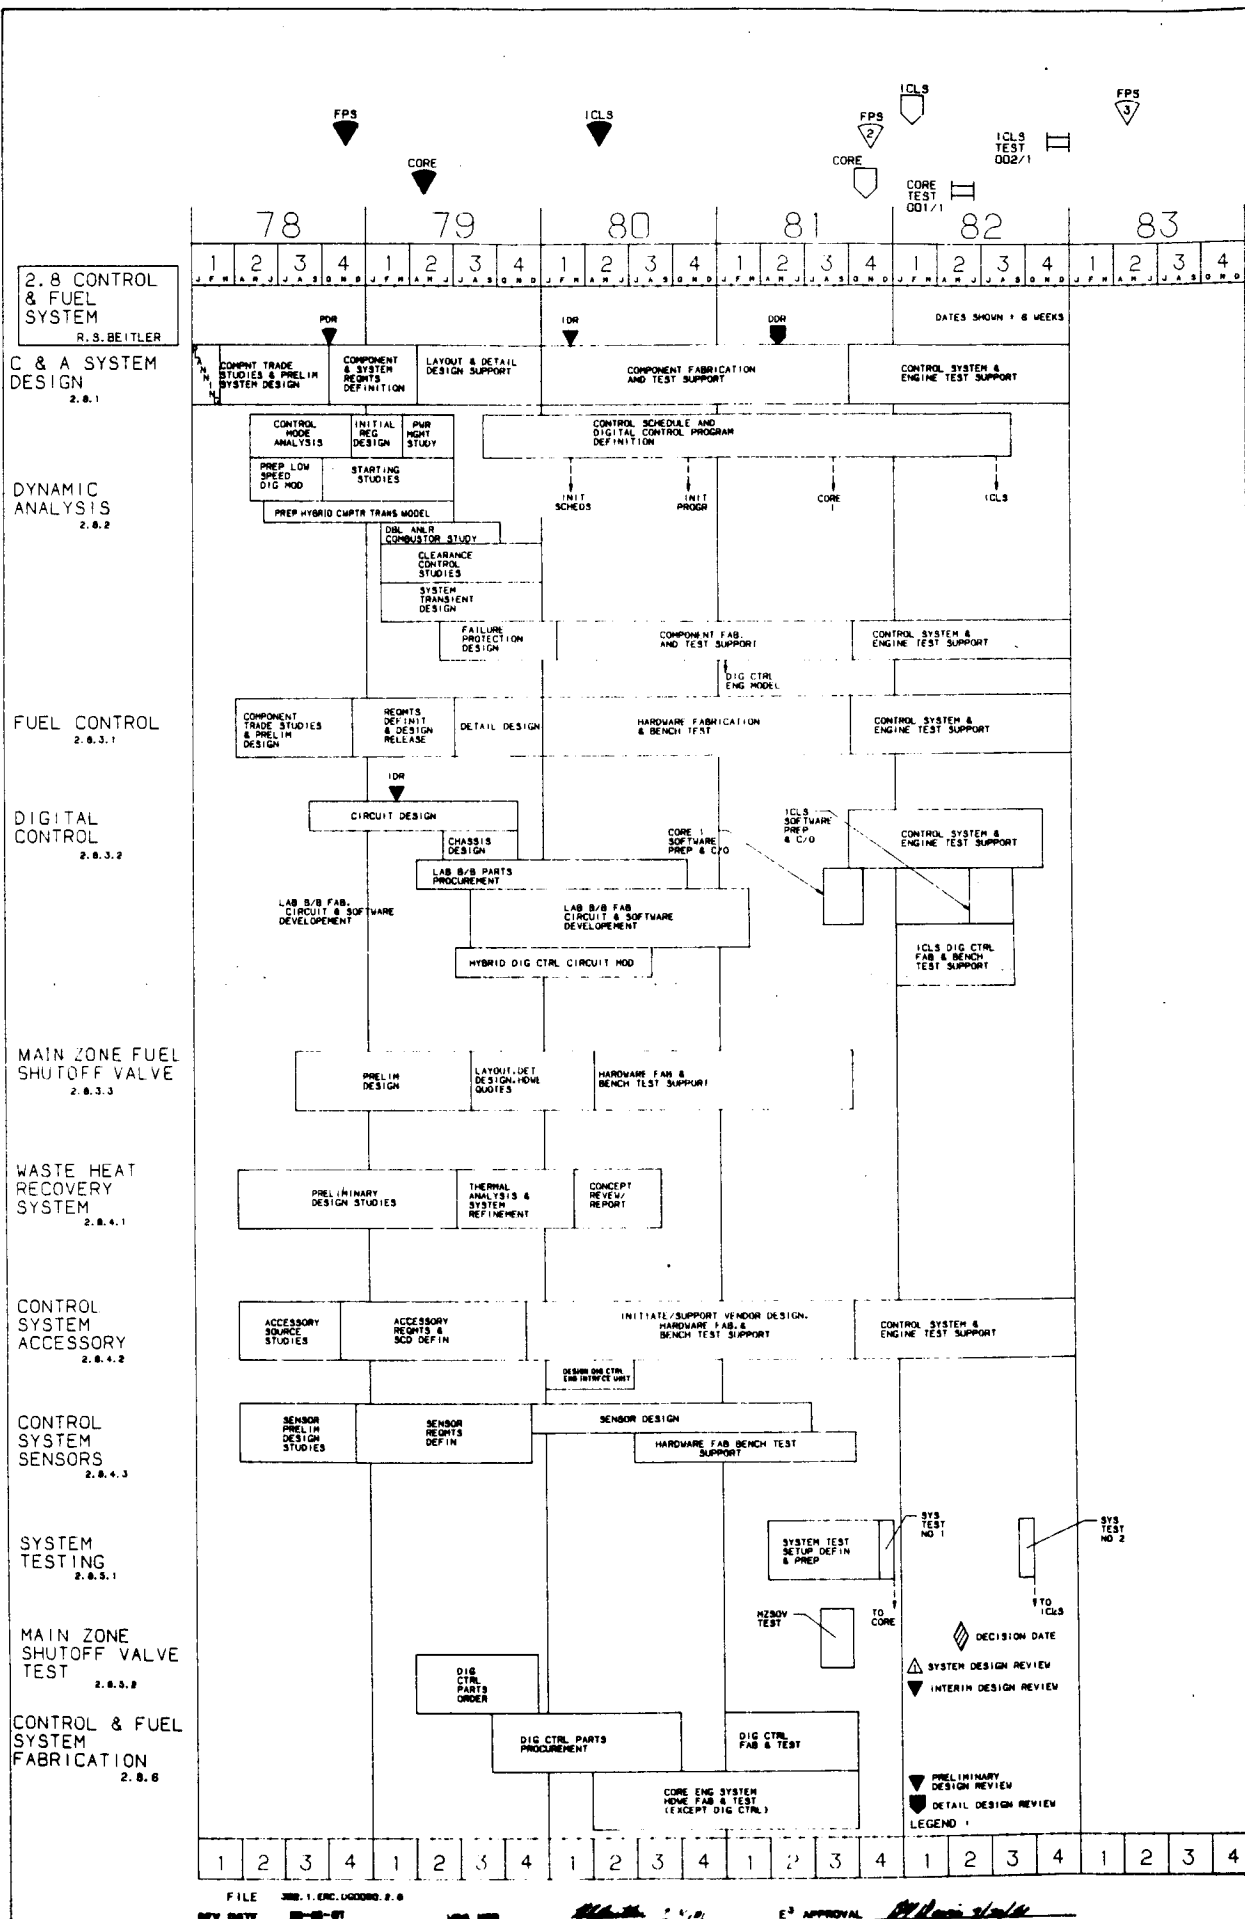 FPS
ICLS
FPS
2
ICLS
FPS
3
CORE
CORE
ICLS
TEST
002/1
CORE
TEST
001/1
78 79 80 81 82 83
1 2 3 4 1 2 3 4 1 2 3 4 1 2 3 4 1 2 3 4 1 2 3 4
J F M A M J J A S O N D J F M A M J J A S O N D J F M A M J J A S O N D J F M A M J J A S O N D J F M A M J J A S O N D J F M A M J J A S O N D
2.8 CONTROL
& FUEL
SYSTEM
R.S.BEITLER
PDR
IDR
DDR
DATES SHOWN + 6 WEEKS
C & A SYSTEM
DESIGN
2.8.1
PLANNING
COMPNT TRADE
STUDIES & PRELIM
SYSTEM DESIGN
COMPONENT
& SYSTEM
REQMTS
DEFINITION
LAYOUT & DETAIL
DESIGN SUPPORT
COMPONENT FABRICATION
AND TEST SUPPORT
CONTROL SYSTEM &
ENGINE TEST SUPPORT
DYNAMIC
ANALYSIS
2.8.2
CONTROL
MODE
ANALYSIS
INITIAL
REG
DESIGN
PWR
MGMT
STUDY
CONTROL SCHEDULE AND
DIGITAL CONTROL PROGRAM
DEFINITION
PREP LOW
SPEED
DIG MOD
STARTING
STUDIES
INIT
SCHEDS
INIT
PROGR
CORE
1
ICLS
PREP HYBRID CMPTR TRANS MODEL
DBL ANLR
COMBUSTOR STUDY
CLEARANCE
CONTROL
STUDIES
SYSTEM
TRANSIENT
DESIGN
FAILURE
PROTECTION
DESIGN
COMPONENT FAB.
AND TEST SUPPORT
CONTROL SYSTEM &
ENGINE TEST SUPPORT
DIG CTRL
ENG MODEL
FUEL CONTROL
2.8.3.1
COMPONENT
TRADE STUDIES
& PRELIM
DESIGN
REQMTS
DEFINIT
& DESIGN
RELEASE
DETAIL DESIGN
HARDWARE FABRICATION
& BENCH TEST
CONTROL SYSTEM &
ENGINE TEST SUPPORT
DIGITAL
CONTROL
2.8.3.2
IDR
CIRCUIT DESIGN
CHASSIS
DESIGN
LAB B/B PARTS
PROCUREMENT
LAB B/B FAB.
CIRCUIT & SOFTWARE
DEVELOPEMENT
LAB B/B FAB
CIRCUIT & SOFTWARE
DEVELOPEMENT
HYBRID DIG CTRL CIRCUIT MOD
CORE 1
SOFTWARE
PREP & C/O
ICLS
SOFTWARE
PREP
& C/O
CONTROL SYSTEM &
ENGINE TEST SUPPORT
ICLS DIG CTRL
FAB & BENCH
TEST SUPPORT
MAIN ZONE FUEL
SHUTOFF VALVE
2.8.3.3
PRELIM
DESIGN
LAYOUT,DET
DESIGN,HDWE
QUOTES
HARDWARE FAB &
BENCH TEST SUPPORT
WASTE HEAT
RECOVERY
SYSTEM
2.8.4.1
PRELIMINARY
DESIGN STUDIES
THERMAL
ANALYSIS &
SYSTEM
REFINEMENT
CONCEPT
REVEW/
REPORT
CONTROL
SYSTEM
ACCESSORY
2.8.4.2
ACCESSORY
SOURCE
STUDIES
ACCESSORY
REQMTS &
SCD DEFIN
INITIATE/SUPPORT VENDOR DESIGN,
HARDWARE FAB.&
BENCH TEST SUPPORT
CONTROL SYSTEM &
ENGINE TEST SUPPORT
DESIGN DIG CTRL
ENG INTRFCE UNIT
CONTROL
SYSTEM
SENSORS
2.8.4.3
SENSOR
PRELIM
DESIGN
STUDIES
SENSOR
REQMTS
DEFIN
SENSOR DESIGN
HARDWARE FAB BENCH TEST
SUPPORT
SYSTEM
TESTING
2.8.5.1
SYSTEM TEST
SETUP DEFIN
& PREP
SYS
TEST
NO 1
SYS
TEST
NO 2
TO
CORE
TO
ICLS
MAIN ZONE
SHUTOFF VALVE
TEST
2.8.5.2
MZSOV
TEST
DECISION DATE
1 SYSTEM DESIGN REVIEW
INTERIM DESIGN REVIEW
DIG
CTRL
PARTS
ORDER
CONTROL & FUEL
SYSTEM
FABRICATION
2.8.6
DIG CTRL PARTS
PROCUREMENT
DIG CTRL
FAB & TEST
CORE ENG SYSTEM
HDWE FAB & TEST
(EXCEPT DIG CTRL)
PRELIMINARY
DESIGN REVIEW
DETAIL DESIGN REVIEW
LEGEND :
1 2 3 4 1 2 3 4 1 2 3 4 1 2 3 4 1 2 3 4 1 2 3 4
FILE
REV DATE
E³ APPROVAL